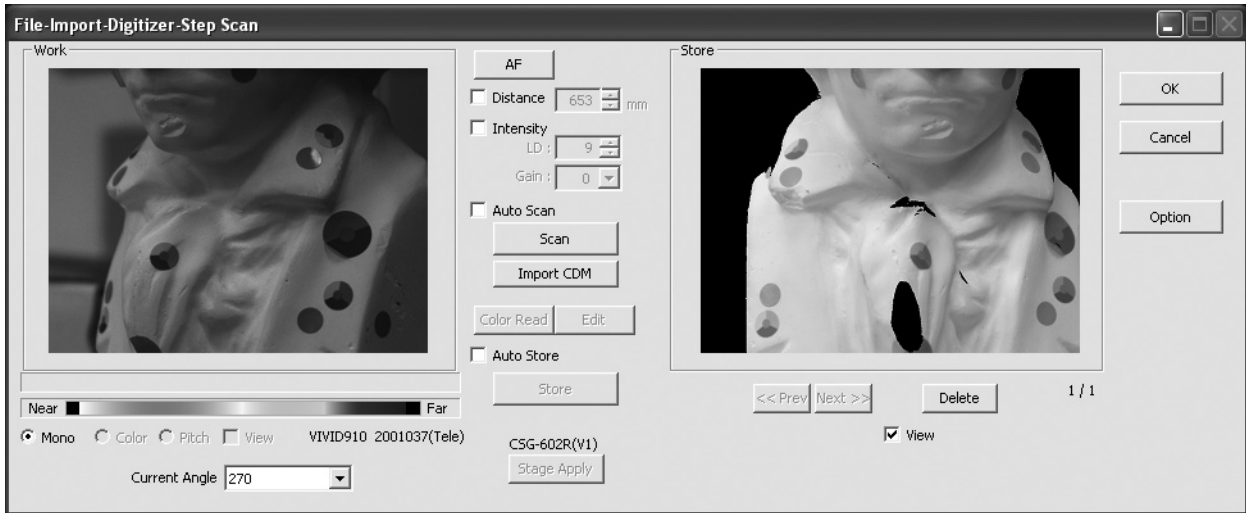 File-Import-Digitizer-Step Scan
Work
AF
Distance 653 mm
Intensity
LD : 9
Gain : 0
Auto Scan
Scan
Import CDM
Color Read Edit
Auto Store
Store
Near Far
Mono Color Pitch View VIVID910 2001037(Tele)
CSG-602R(V1)
Stage Apply
Current Angle 270
Store
<< Prev Next >> Delete 1 / 1
View
OK
Cancel
Option